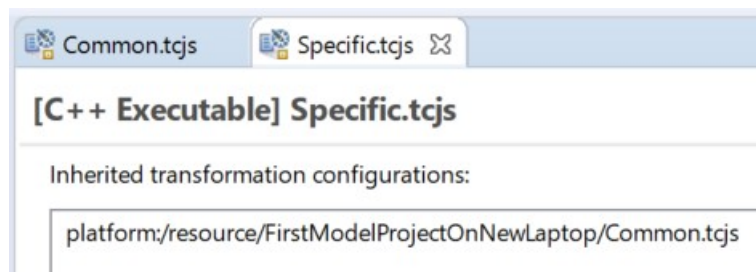 Common.tcjs Specific.tcjs
[C++ Executable] Specific.tcjs
Inherited transformation configurations:
platform:/resource/FirstModelProjectOnNewLaptop/Common.tcjs